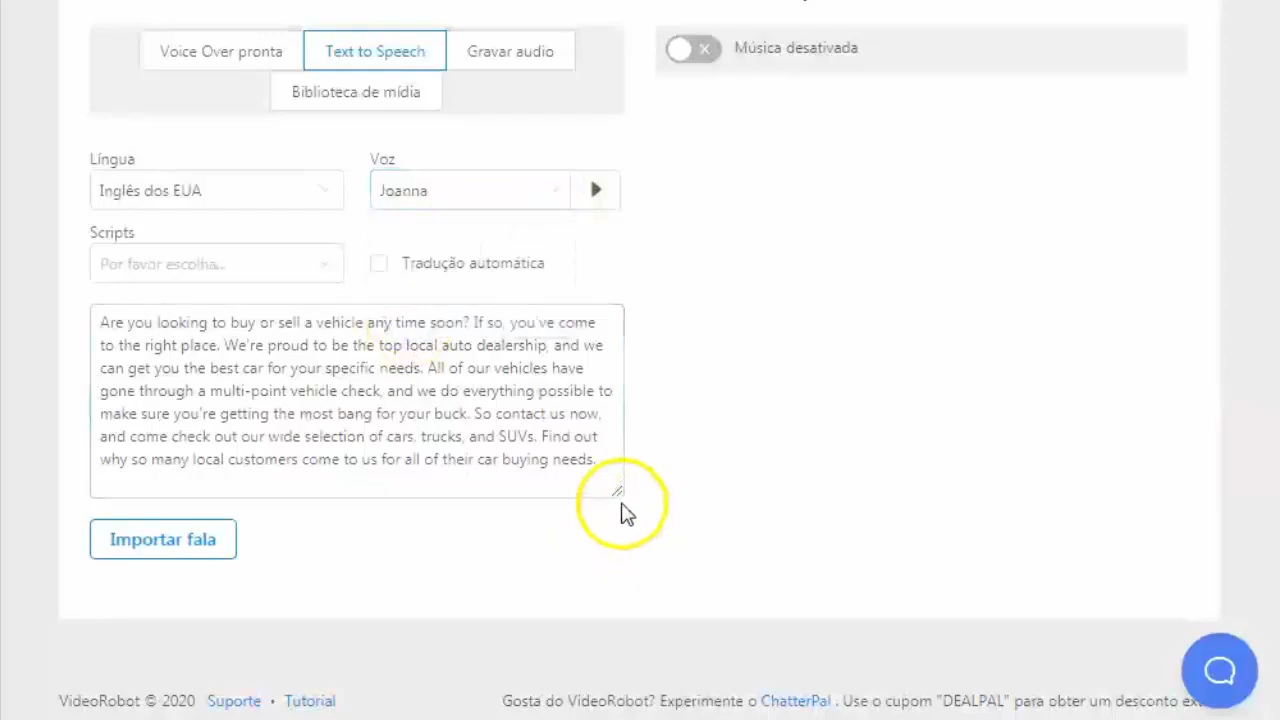 Voice Over pronta
Text to Speech
Gravar audio
Música desativada
Biblioteca de mídia
Língua
Voz
Inglês dos EUA
Joanna
Scripts
Por favor escolha...
Tradução automática
Are you looking to buy or sell a vehicle any time soon? If so, you've come
to the right place. We're proud to be the top local auto dealership, and we
can get you the best car for your specific needs. All of our vehicles have
gone through a multi-point vehicle check, and we do everything possible to
make sure you're getting the most bang for your buck. So contact us now,
and come check out our wide selection of cars, trucks, and SUVs. Find out
why so many local customers come to us for all of their car buying needs.
Importar fala
VideoRobot © 2020 Suporte • Tutorial
Gosta do VideoRobot? Experimente o ChatterPal . Use o cupom "DEALPAL" para obter um desconto